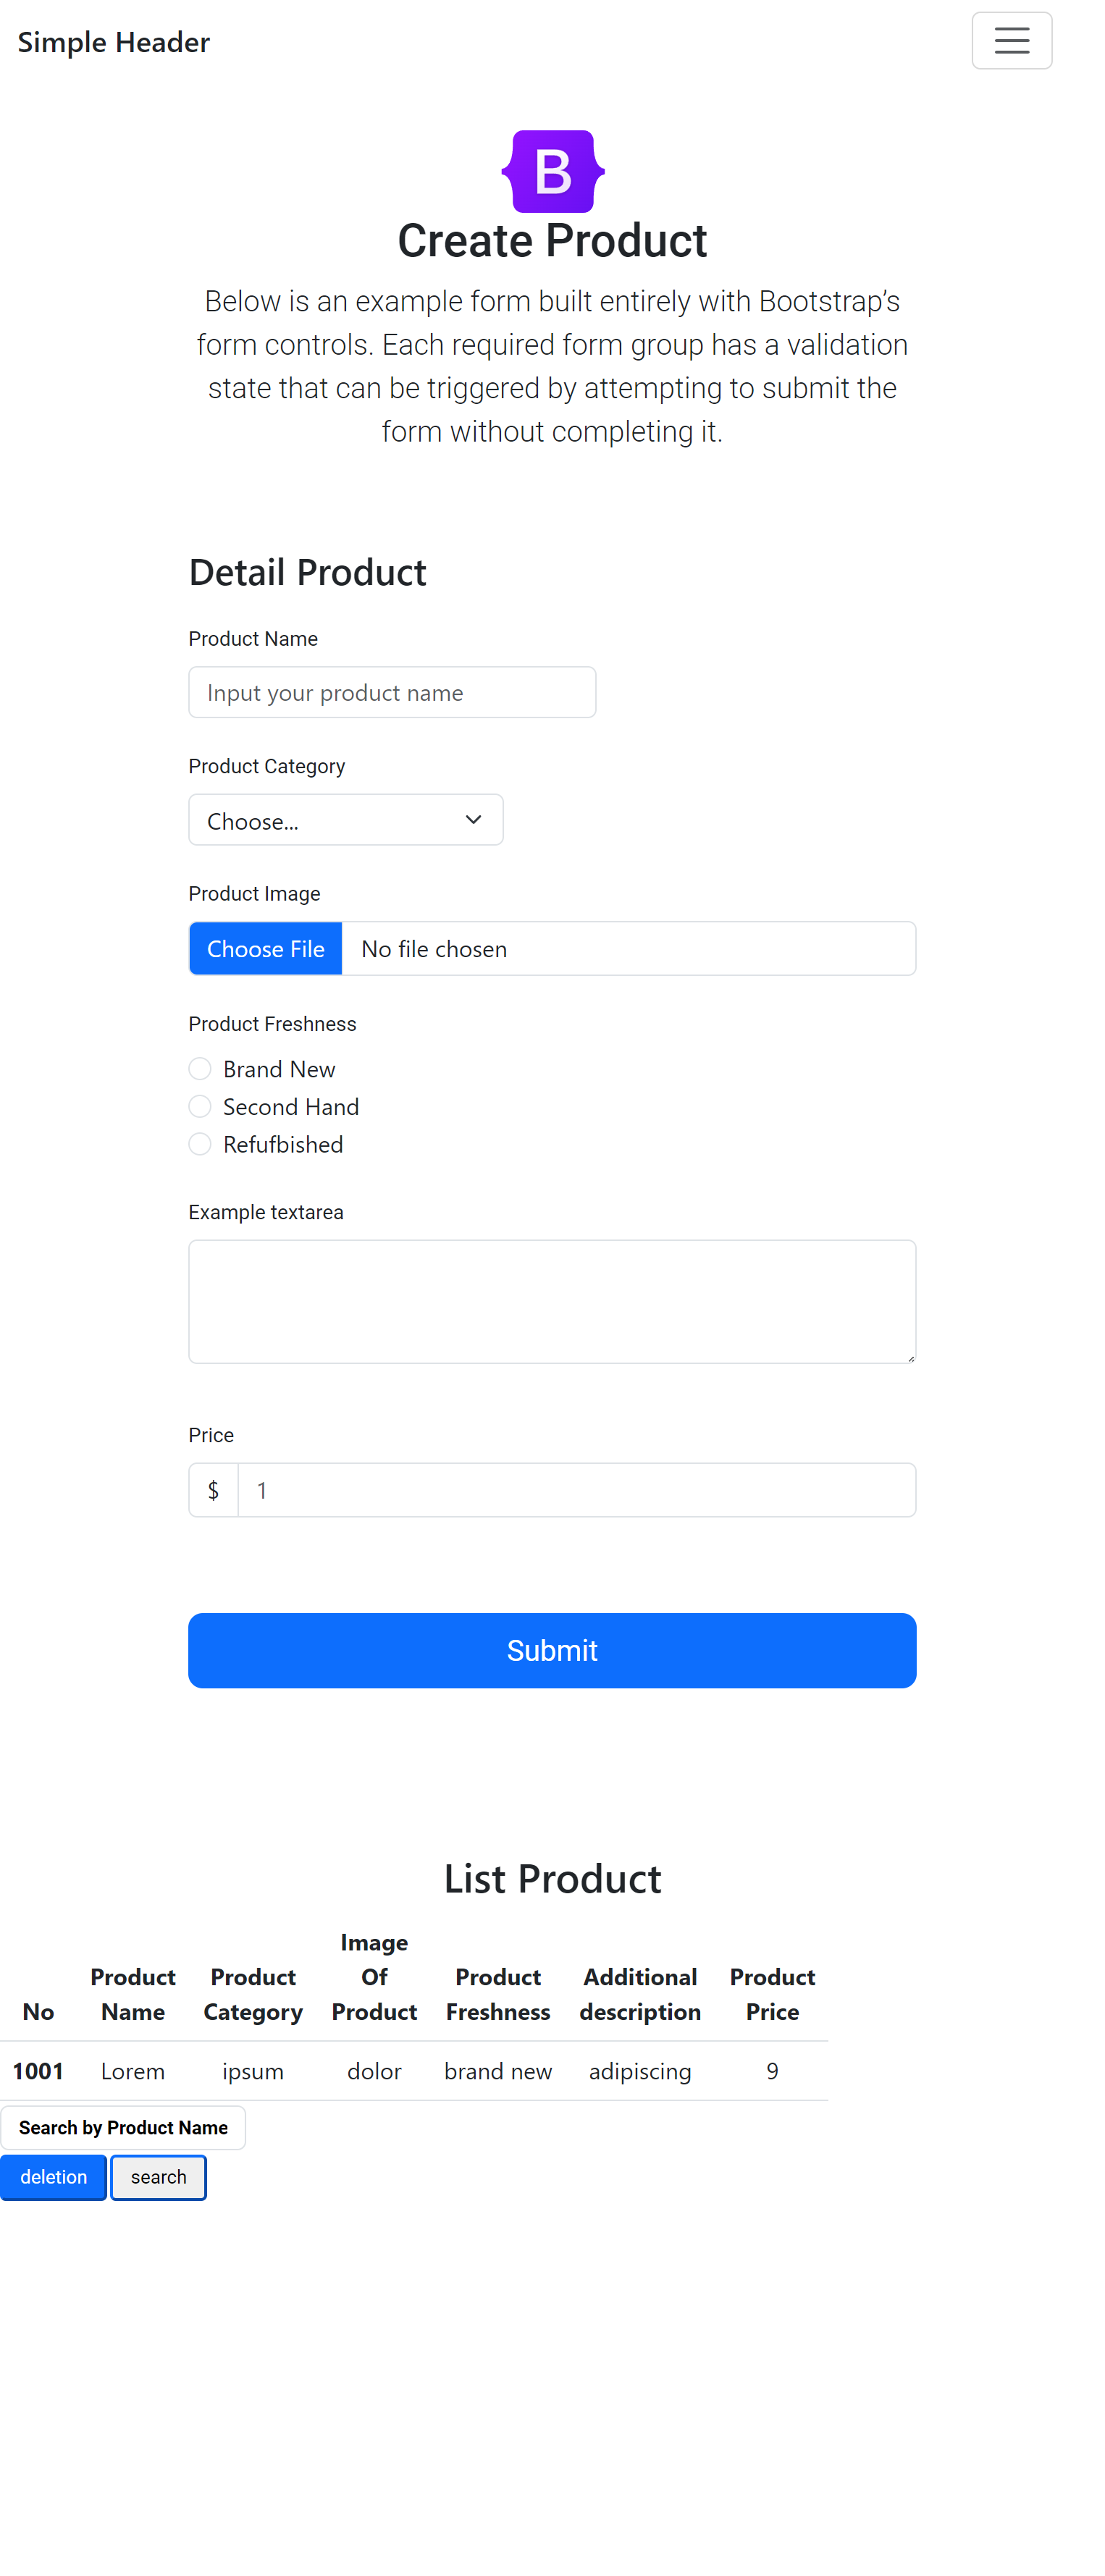 Simple Header
B
Create Product
Below is an example form built entirely with Bootstrap’s
form controls. Each required form group has a validation
state that can be triggered by attempting to submit the
form without completing it.
Detail Product
Product Name
Input your product name
Product Category
Choose...
Product Image
Choose File No file chosen
Product Freshness
Brand New
Second Hand
Refufbished
Example textarea
Price
$ 1
Submit
List Product
No Product Name Product Category Image Of Product Product Freshness Additional description Product Price
1001 Lorem ipsum dolor brand new adipiscing 9
Search by Product Name
deletion search